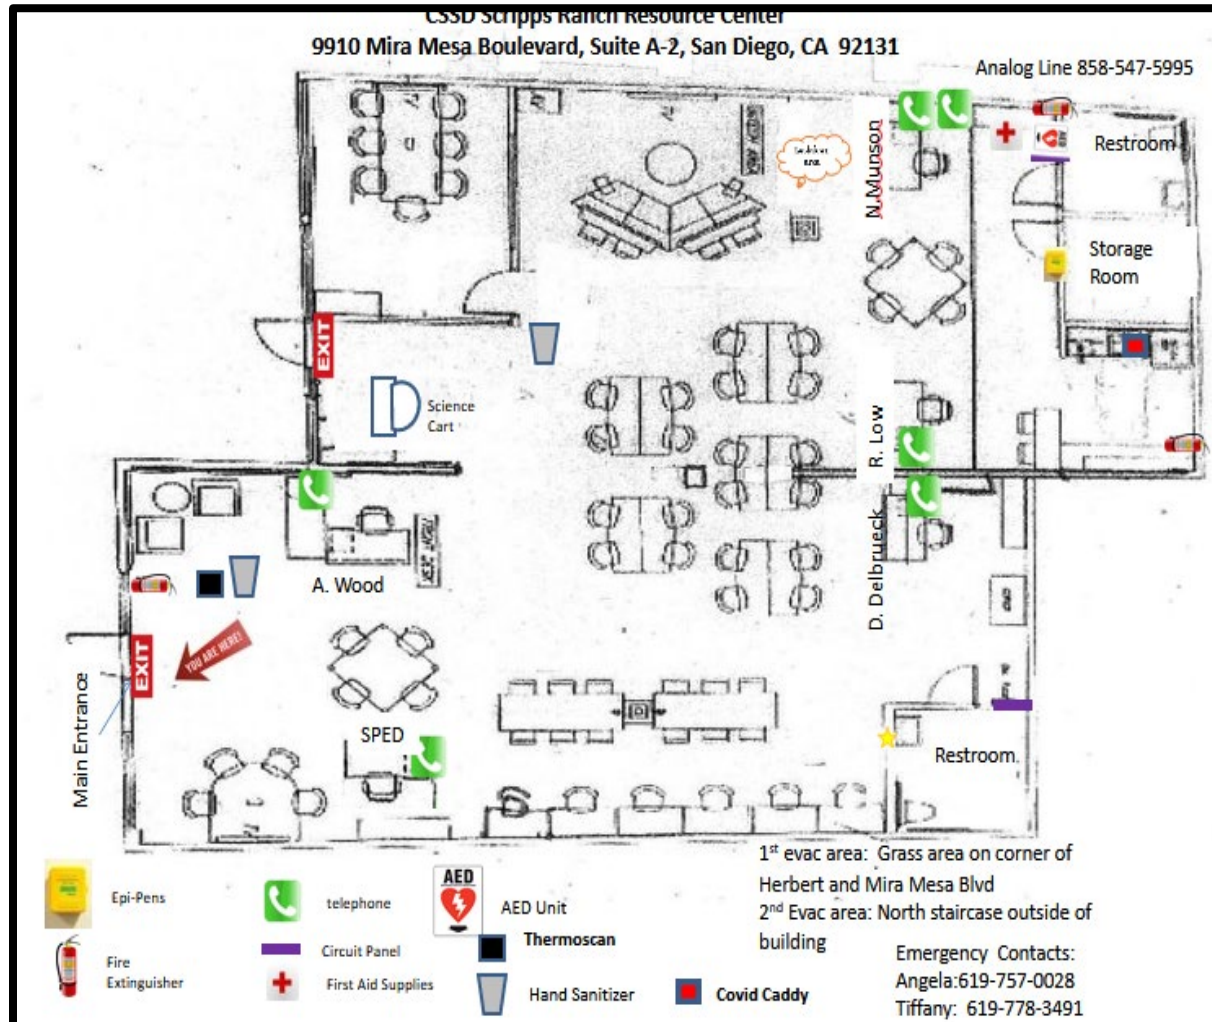 CSSD Scripps Ranch Resource Center
9910 Mira Mesa Boulevard, Suite A-2, San Diego, CA 92131
Analog Line 858-547-5995
N.Munson
AED
Restroom
Storage
Room
EXIT
Science
Cart
R. Low
A. Wood
FRONT DESK
D. Delbrueck
YOU ARE HERE!
EXIT
Main Entrance
SPED
Restroom.
1st evac area: Grass area on corner of
Herbert and Mira Mesa Blvd
2nd Evac area: North staircase outside of
building
Emergency Contacts:
Angela:619-757-0028
Tiffany: 619-778-3491
Epi-Pens
telephone
AED
AED Unit
Thermoscan
Fire
Extinguisher
Circuit Panel
First Aid Supplies
Hand Sanitizer
Covid Caddy